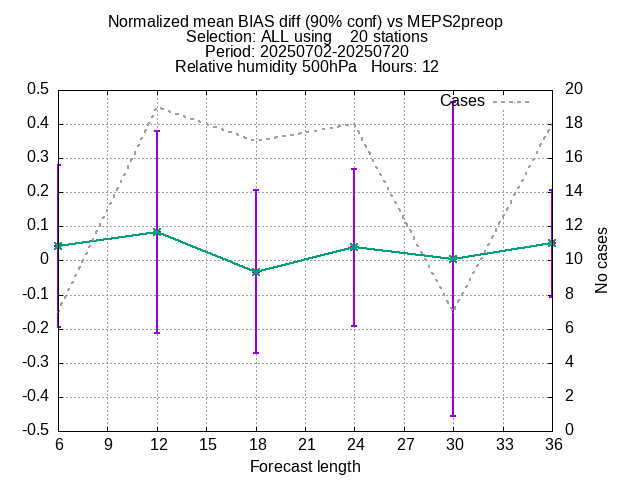 Normalized mean BIAS diff (90% conf) vs MEPS2preop
Selection: ALL using    20 stations
Period: 20250702-20250720
Relative humidity 500hPa   Hours: 12
Cases
0.5
0.4
0.3
0.2
0.1
0
-0.1
-0.2
-0.3
-0.4
-0.5
20
18
16
14
12
10
8
6
4
2
0
No cases
6 9 12 15 18 21 24 27 30 33 36
Forecast length